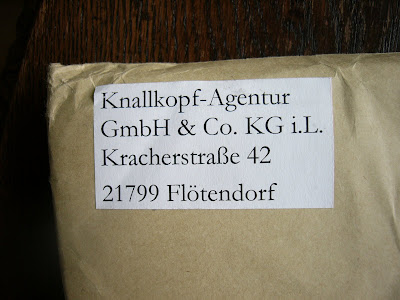 Knallkopf-Agentur
GmbH & Co. KG i.L.
Kracherstraße 42
21799 Flötendorf